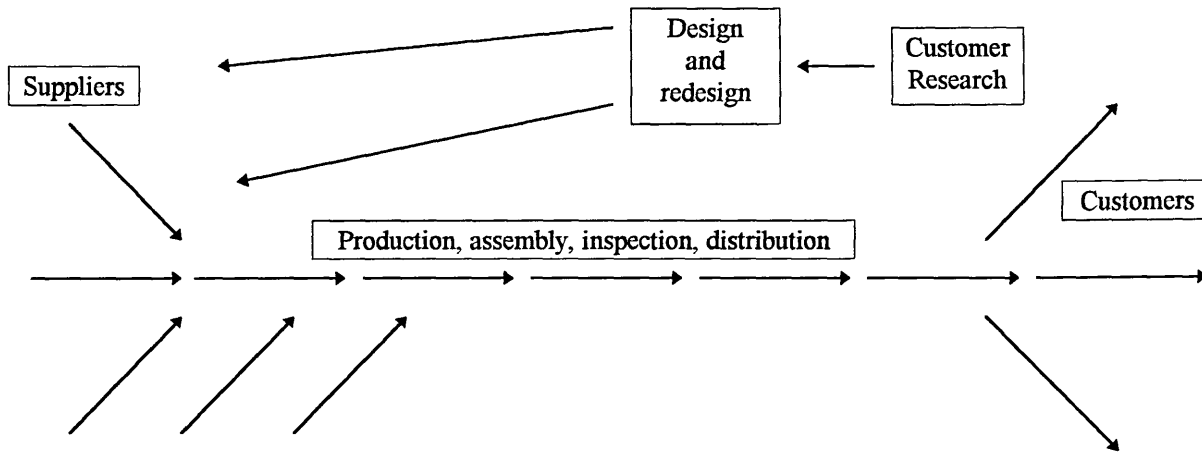 Design
and
redesign
Customer
Research
Suppliers
Customers
Production, assembly, inspection, distribution